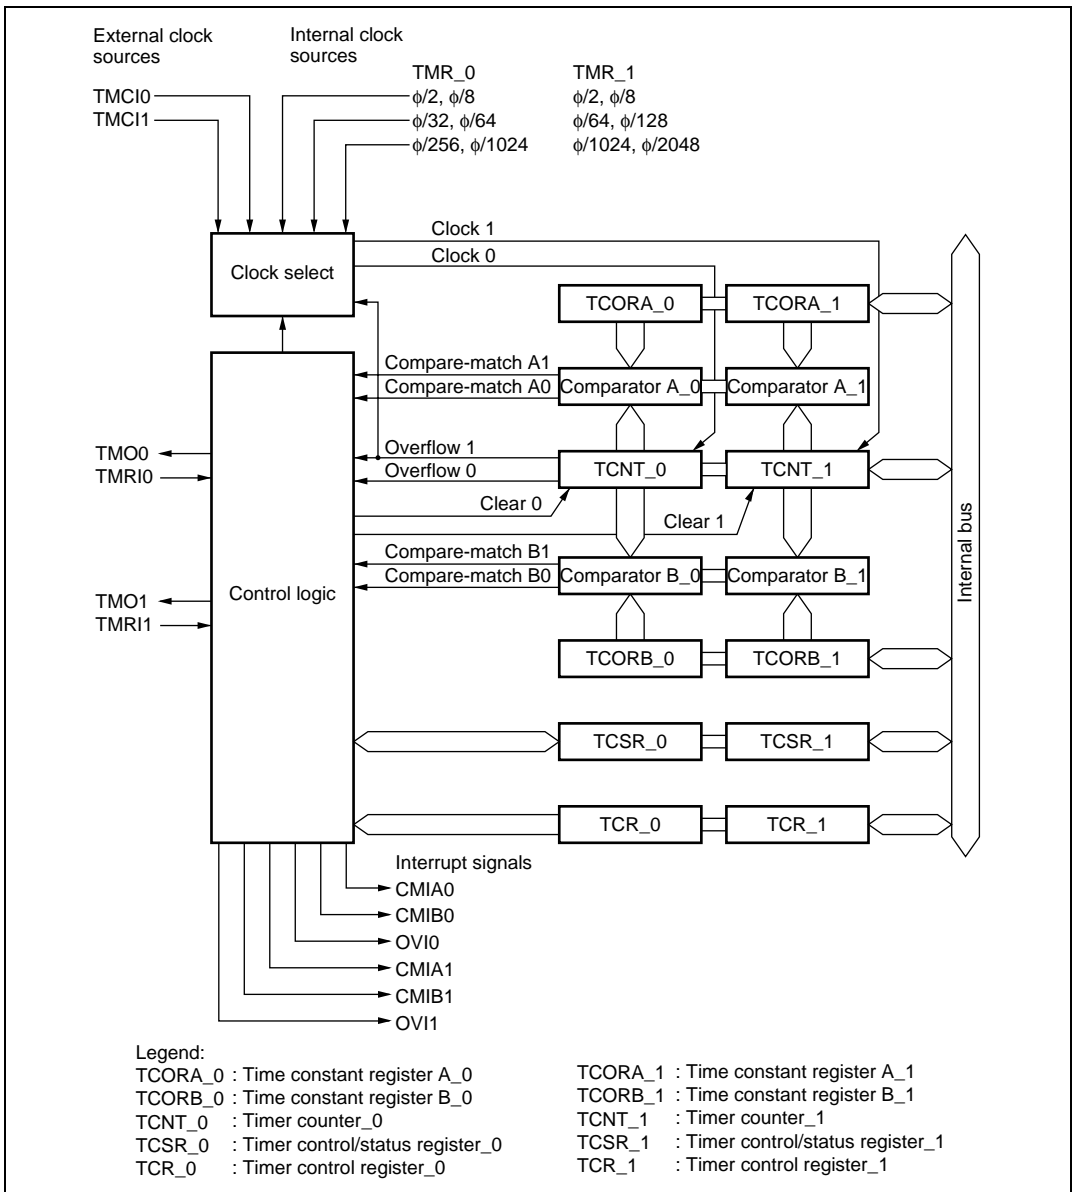 External clock
sources
Internal clock
sources
TMR_0
TMR_1
TMCI0
ϕ/2, ϕ/8
ϕ/2, ϕ/8
TMCI1
ϕ/32, ϕ/64
ϕ/64, ϕ/128
ϕ/256, ϕ/1024
ϕ/1024, ϕ/2048
Clock 1
Clock 0
Clock select
TCORA_0
TCORA_1
Compare-match A1
Compare-match A0
Comparator A_0
Comparator A_1
TMO0
TMRI0
Overflow 1
Overflow 0
TCNT_0
TCNT_1
Clear 0
Clear 1
Internal bus
Compare-match B1
Compare-match B0
Comparator B_0
Comparator B_1
Control logic
TMO1
TMRI1
TCORB_0
TCORB_1
TCSR_0
TCSR_1
TCR_0
TCR_1
Interrupt signals
CMIA0
CMIB0
OVI0
CMIA1
CMIB1
OVI1
Legend:
TCORA_0 : Time constant register A_0
TCORB_0 : Time constant register B_0
TCNT_0 : Timer counter_0
TCSR_0 : Timer control/status register_0
TCR_0 : Timer control register_0
TCORA_1 : Time constant register A_1
TCORB_1 : Time constant register B_1
TCNT_1 : Timer counter_1
TCSR_1 : Timer control/status register_1
TCR_1 : Timer control register_1